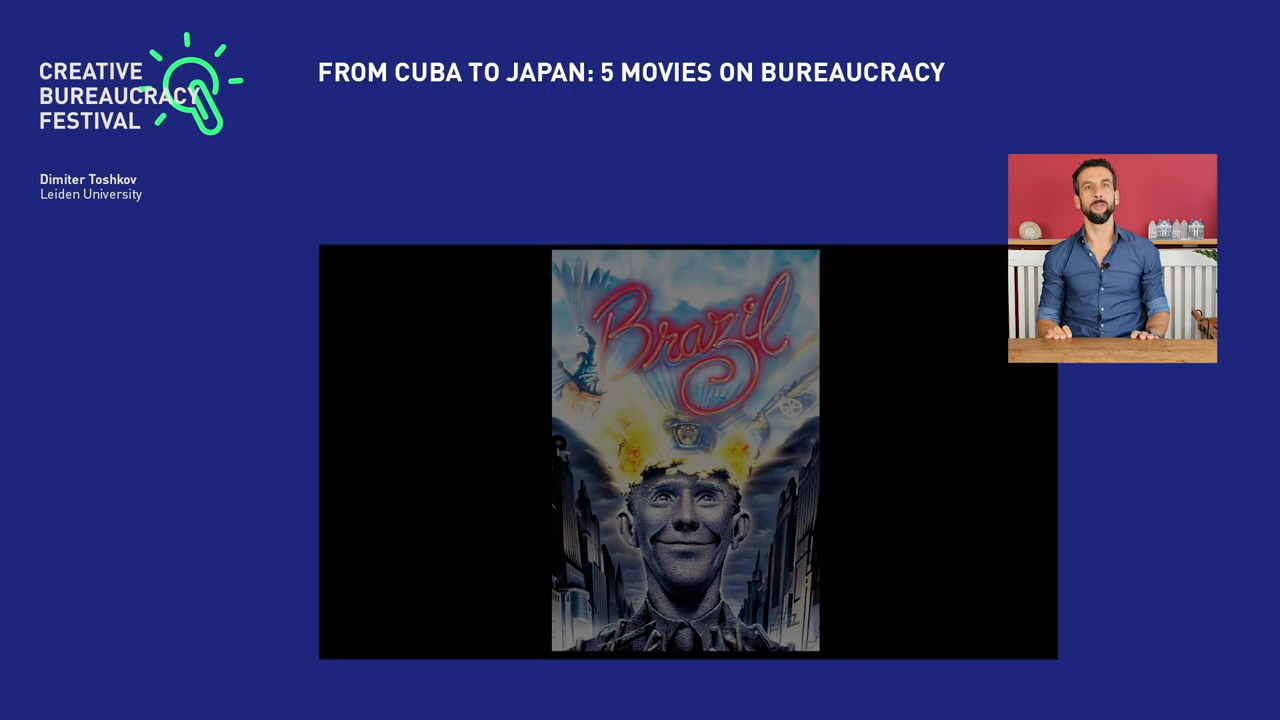 CREATIVE
BUREAUCRACY
FESTIVAL
FROM CUBA TO JAPAN: 5 MOVIES ON BUREAUCRACY
Dimiter Toshkov
Leiden University
Brazil